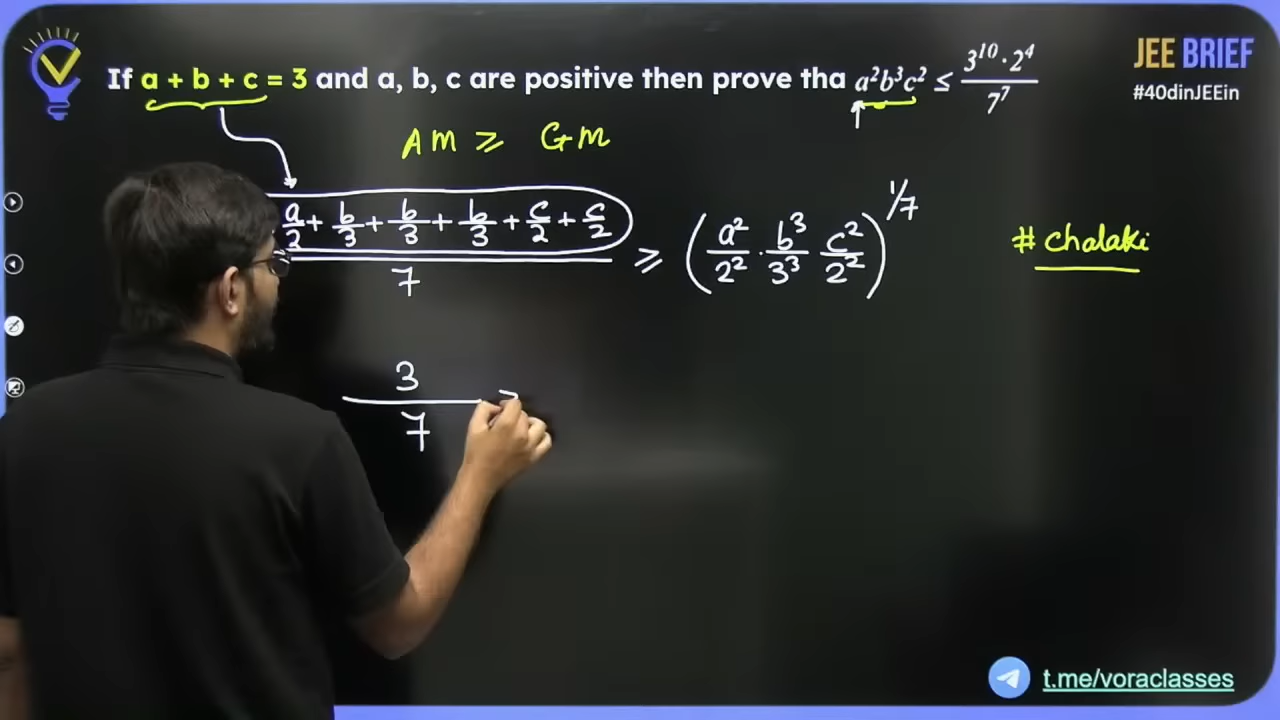 If a + b + c = 3 and a, b, c are positive then prove tha a²b³c² ≤ 3¹⁰·2⁴/7⁷
JEE BRIEF
#40dinJEEin
AM ≥ GM
a/2 + b/3 + b/3 + b/3 + c/2 + c/2
7
≥ (a²/2² · b³/3³ c²/2²)^1/7
# chalaki
3/7
t.me/voraclasses